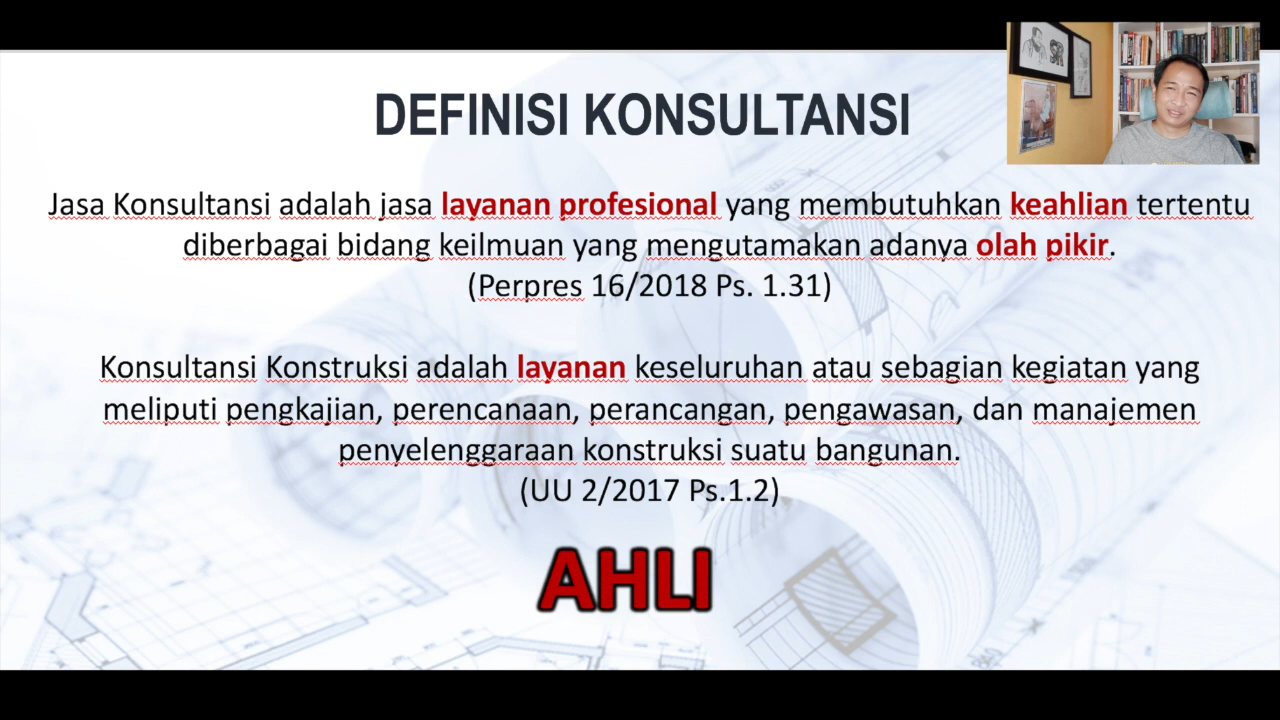 DEFINISI KONSULTANSI
Jasa Konsultansi adalah jasa layanan profesional yang membutuhkan keahlian tertentu
diberbagai bidang keilmuan yang mengutamakan adanya olah pikir.
(Perpres 16/2018 Ps. 1.31)
Konsultansi Konstruksi adalah layanan keseluruhan atau sebagian kegiatan yang
meliputi pengkajian, perencanaan, perancangan, pengawasan, dan manajemen
penyelenggaraan konstruksi suatu bangunan.
(UU 2/2017 Ps.1.2)
AHLI